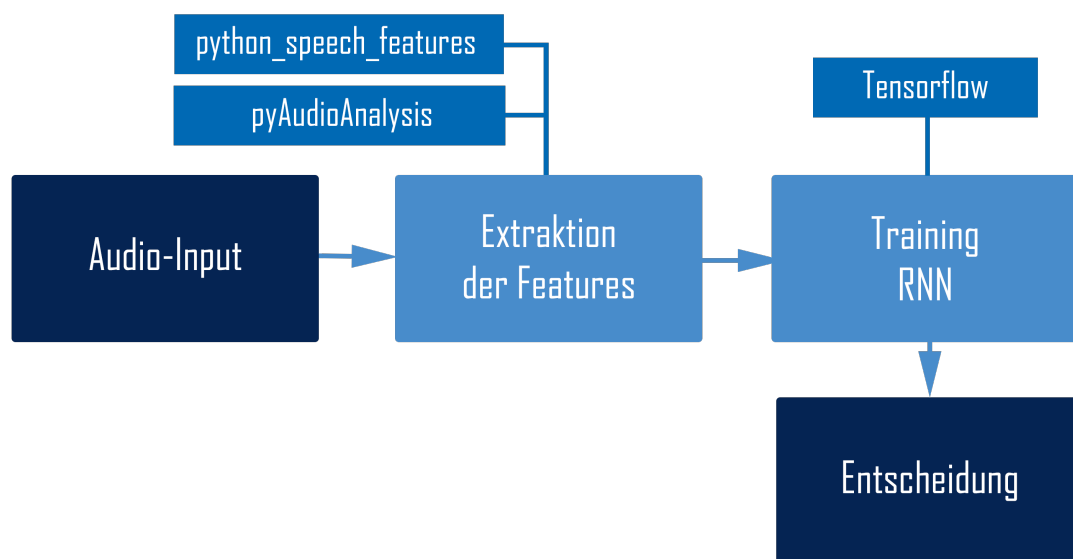 python_speech_features
pyAudioAnalysis
Tensorflow
Audio-Input
Extraktion
der Features
Training
RNN
Entscheidung